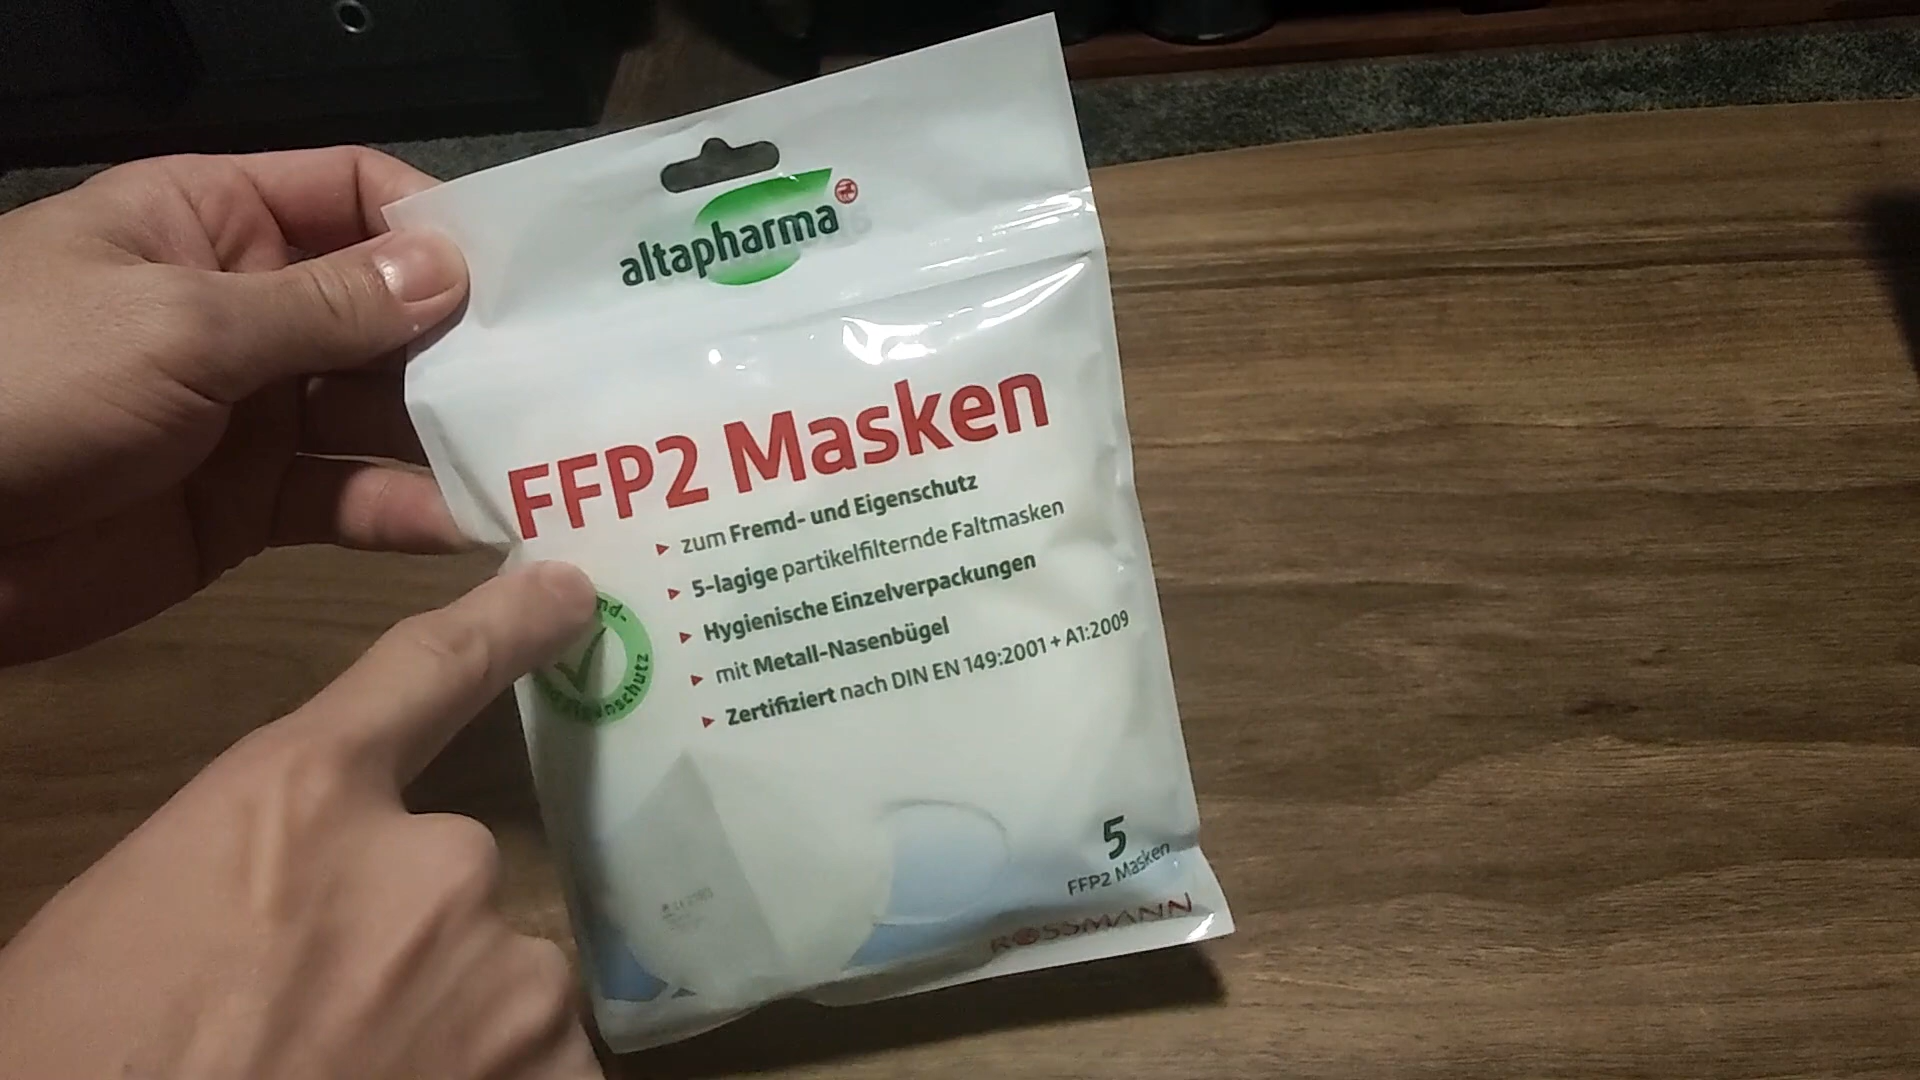 altapharma
FFP2 Masken
zum Fremd- und Eigenschutz
5-lagige partikelfilternde Faltmasken
Hygienische Einzelverpackungen
mit Metall-Nasenbügel
Zertifiziert nach DIN EN 149:2001 + A1:2009
5
FFP2 Masken
ROSSMANN